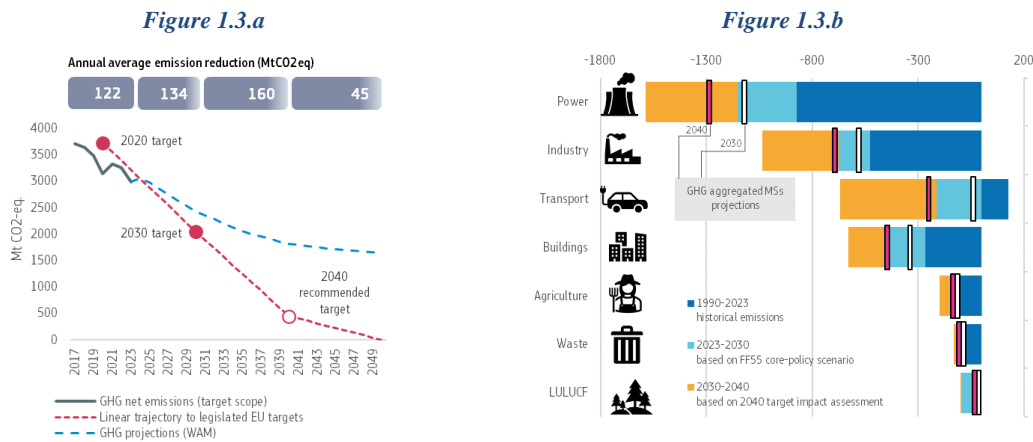 Figure 1.3.a
Annual average emission reduction (MtCO2eq)
122
134
160
45
Mt CO2-eq.
4000
3500
3000
2500
2000
1500
1000
500
0
2020 target
2030 target
2040
recommended
target
2017
2019
2021
2023
2025
2027
2029
2031
2033
2035
2037
2039
2041
2043
2045
2047
2049
GHG net emissions (target scope)
Linear trajectory to legislated EU targets
GHG projections (WAM)
Figure 1.3.b
-1800
-1300
-800
-300
200
Power
Industry
Transport
Buildings
Agriculture
Waste
LULUCF
2040
2030
GHG aggregated MSs
projections
1990-2023
historical emissions
2023-2030
based on FF55 core-policy scenario
2030-2040
based on 2040 target impact assessment